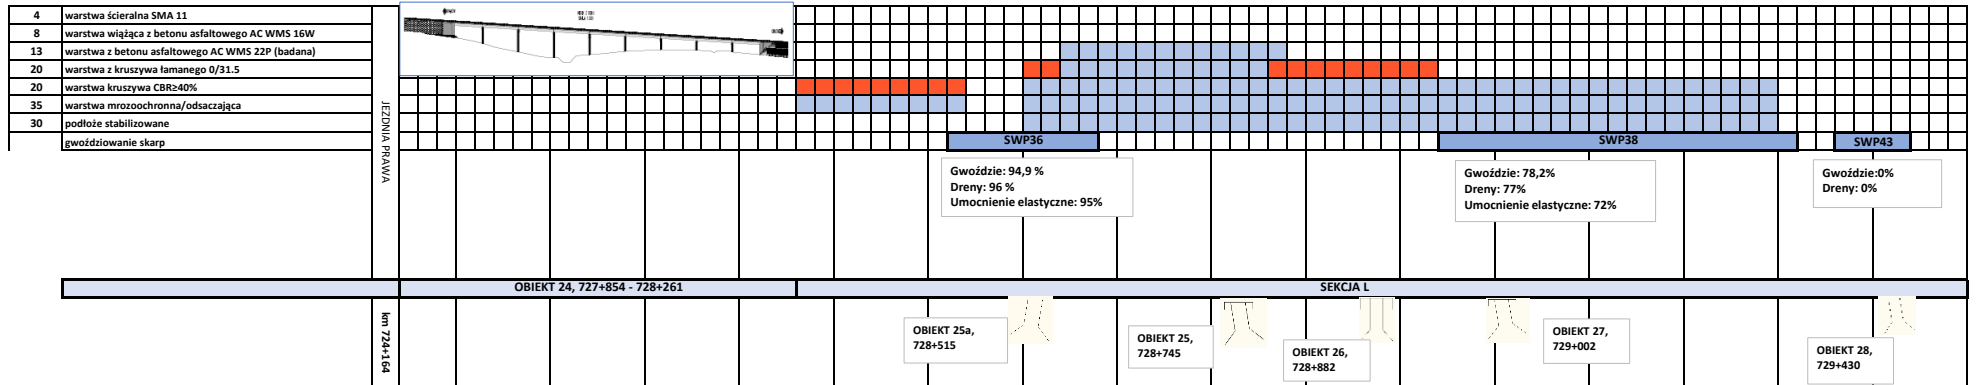 4 warstwa ścieralna SMA 11
8 warstwa wiążąca z betonu asfaltowego AC WMS 16W
13 warstwa z betonu asfaltowego AC WMS 22P (badana)
20 warstwa z kruszywa łamanego 0/31.5
20 warstwa kruszywa CBR≥40%
35 warstwa mrozoochronna/odsaczająca
30 podłoże stabilizowane
gwoździowanie skarp
JEZDNIA PRAWA
SWP36
SWP38
SWP43
Gwoździe: 94,9 %
Dreny: 96 %
Umocnienie elastyczne: 95%
Gwoździe: 78,2%
Dreny: 77%
Umocnienie elastyczne: 72%
Gwoździe:0%
Dreny: 0%
OBIEKT 24, 727+854 - 728+261
SEKCJA L
km 724+164
OBIEKT 25a,
728+515
OBIEKT 25,
728+745
OBIEKT 26,
728+882
OBIEKT 27,
729+002
OBIEKT 28,
729+430